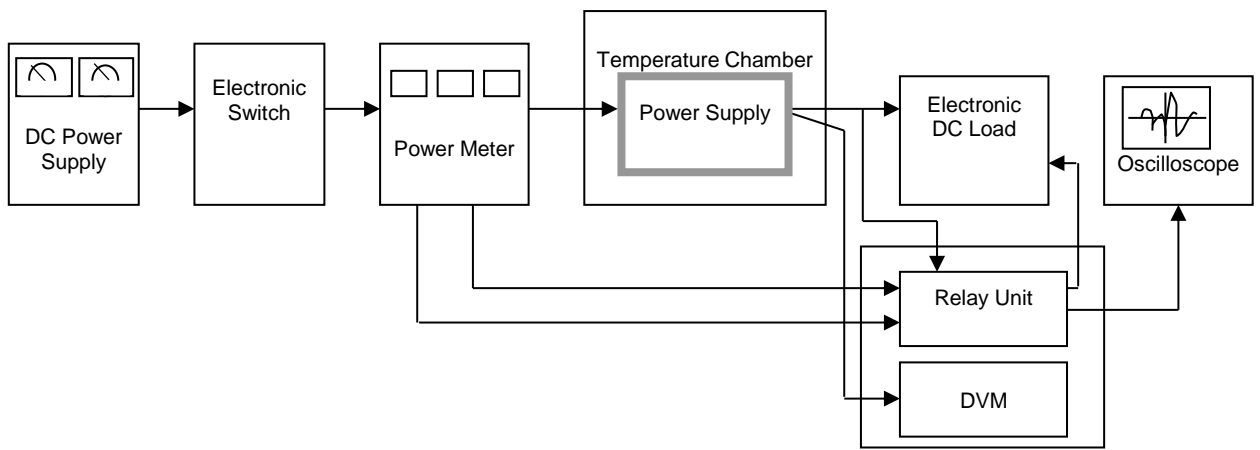 DC Power
Supply
Electronic
Switch
Power Meter
Temperature Chamber
Power Supply
Electronic
DC Load
Oscilloscope
Relay Unit
DVM